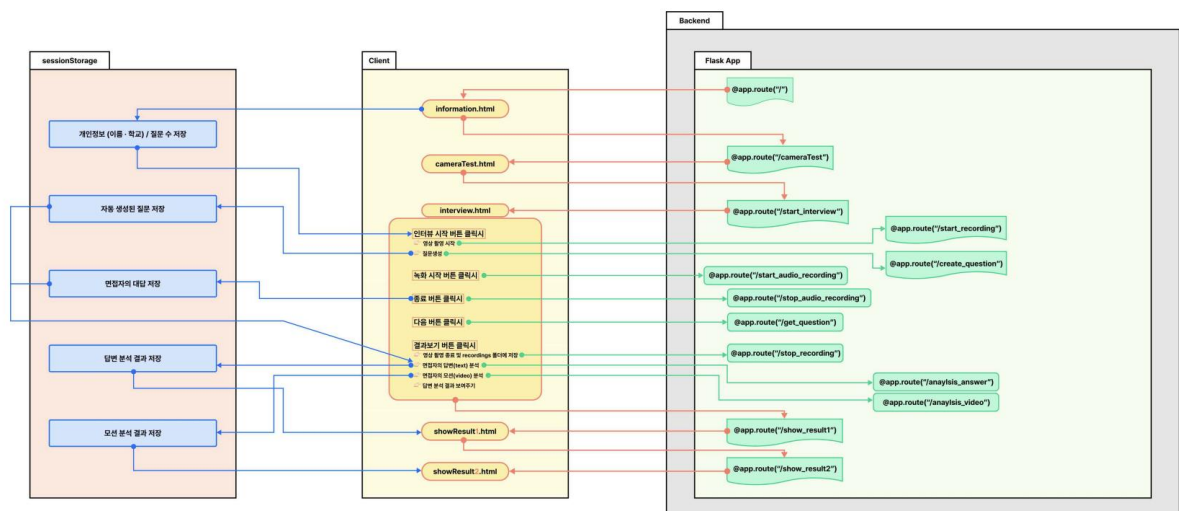 Backend
sessionStorage
Client
Flask App
@app.route("/")
information.html
개인정보 (이름 · 학교) / 질문 수 저장
cameraTest.html
@app.route("/cameraTest")
자동 생성된 질문 저장
interview.html
@app.route("/start_interview")
인터뷰 시작 버튼 클릭시
영상 촬영 시작
질문생성
@app.route("/start_recording")
@app.route("/create_question")
녹화 시작 버튼 클릭시
@app.route("/start_audio_recording")
면접자의 대답 저장
종료 버튼 클릭시
@app.route("/stop_audio_recording")
다음 버튼 클릭시
@app.route("/get_question")
결과보기 버튼 클릭시
영상 촬영 종료 및 recordings 폴더에 저장
@app.route("/stop_recording")
답변 분석 결과 저장
면접자의 답변(text) 분석
면접자의 모션(video) 분석
답변 분석 결과 보여주기
@app.route("/anaylsis_answer")
@app.route("/anaylsis_video")
모션 분석 결과 저장
showResult1.html
@app.route("/show_result1")
showResult2.html
@app.route("/show_result2")